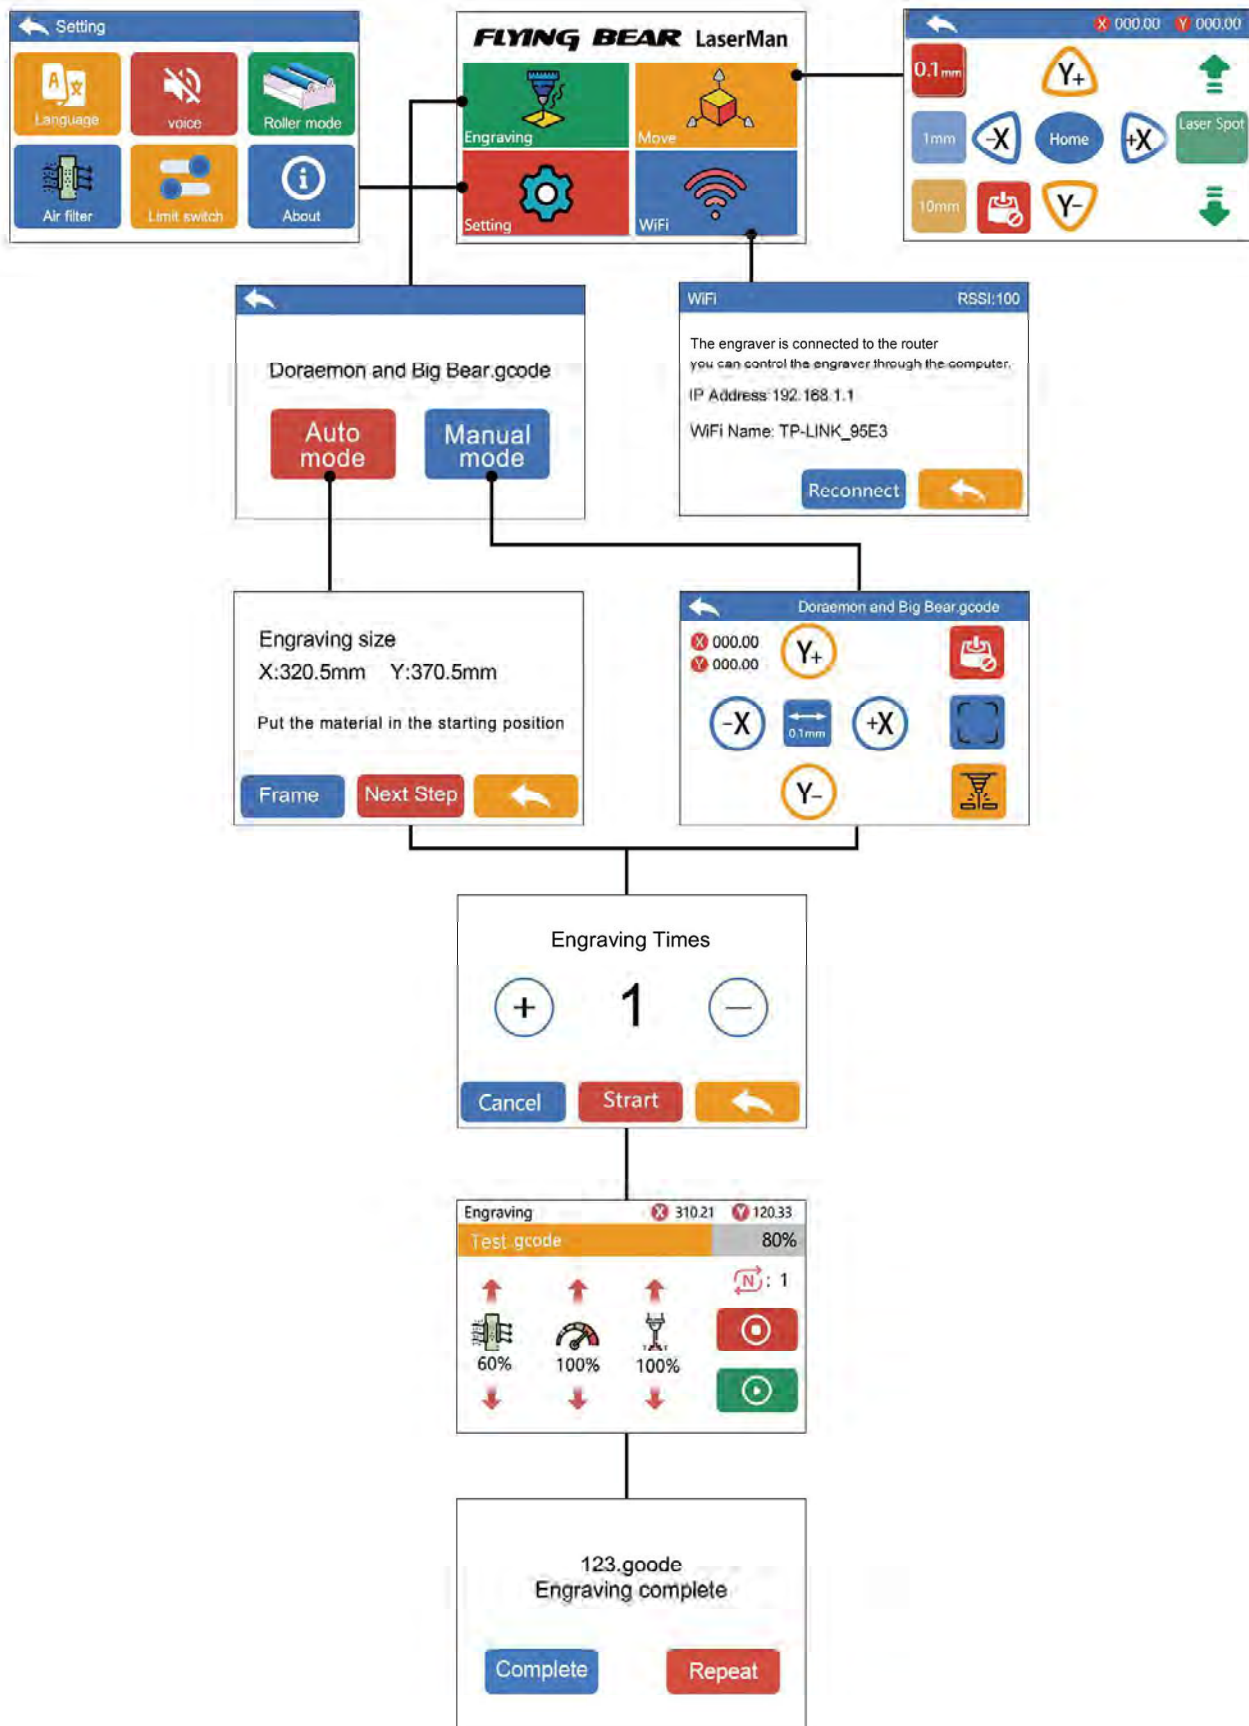 Setting
Language
voice
Roller mode
Air filter
Limit switch
About
FLYING BEAR LaserMan
Engraving
Move
Setting
WiFi
X 000.00 Y 000.00
0.1mm
Y+
1mm
-X
Home
+X
Laser Spot
10mm
Y-
Doraemon and Big Bear.gcode
Auto mode
Manual mode
WiFi RSSI:100
The engraver is connected to the router
you can control the engraver through the computer.
IP Address 192.168.1.1
WiFi Name: TP-LINK_95E3
Reconnect
Engraving size
X:320.5mm Y:370.5mm
Put the material in the starting position
Frame Next Step
Doraemon and Big Bear.gcode
X 000.00
Y 000.00
Y+
-X
0.1mm
+X
Y-
Engraving Times
+ 1 −
Cancel Strart
Engraving X 310.21 Y 120.33
Test.gcode 80%
N : 1
60% 100% 100%
123.goode
Engraving complete
Complete Repeat